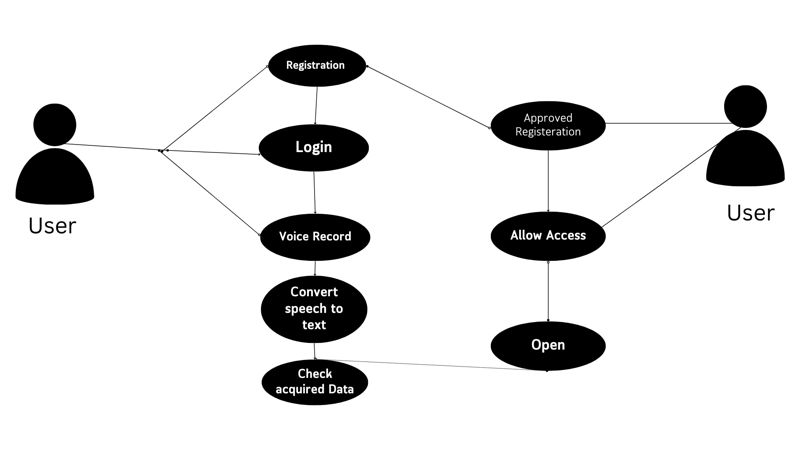 Registration
Login
Voice Record
Convert
speech to
text
Check
acquired Data
User
Approved
Registeration
Allow Access
Open
User